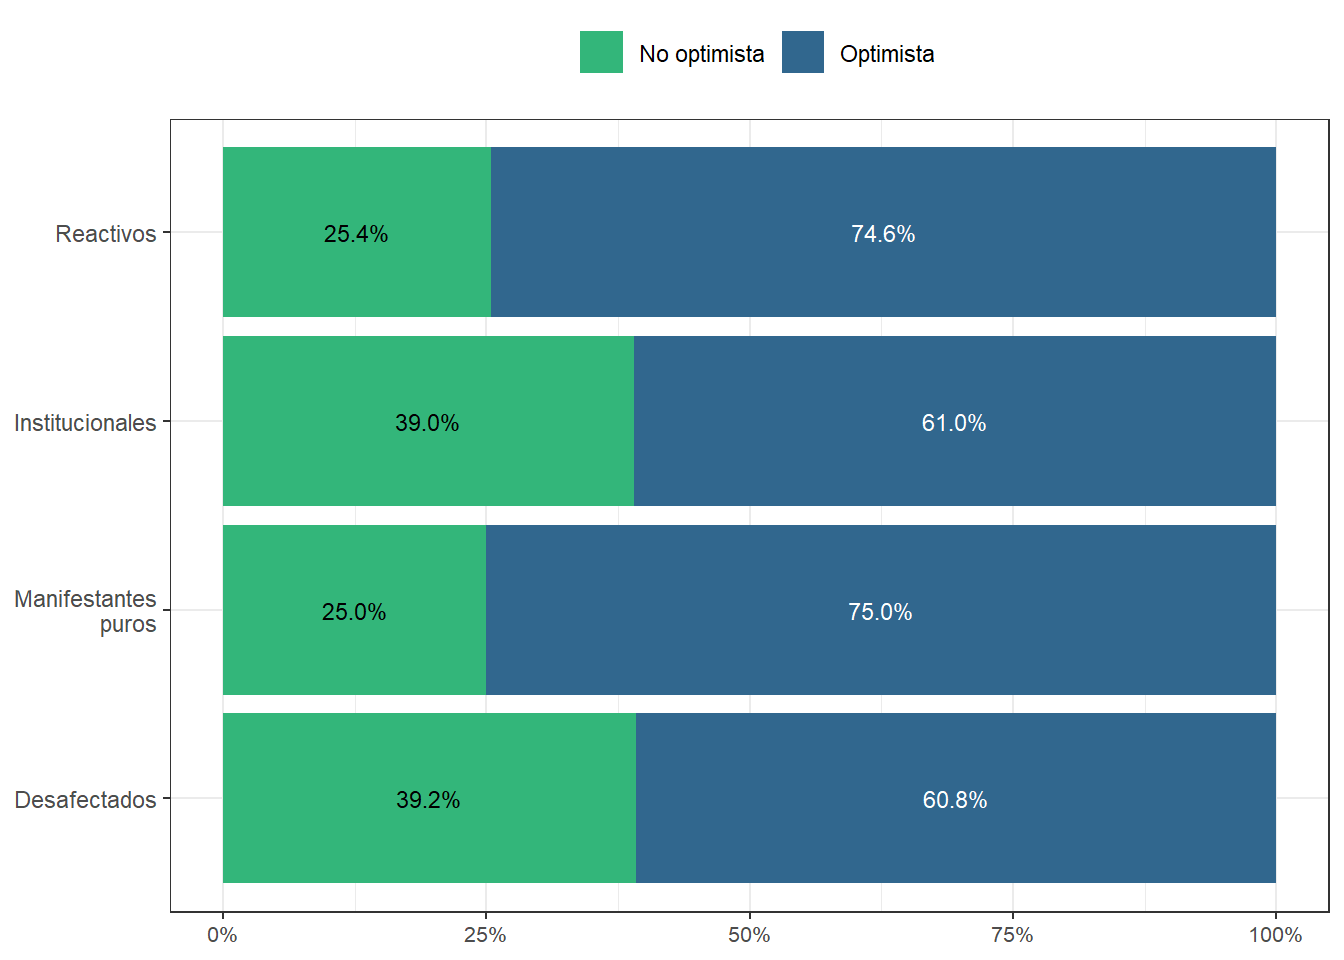 No optimista
Optimista
Reactivos
25.4%
74.6%
Institucionales
39.0%
61.0%
Manifestantes
puros
25.0%
75.0%
Desafectados
39.2%
60.8%
0%
25%
50%
75%
100%